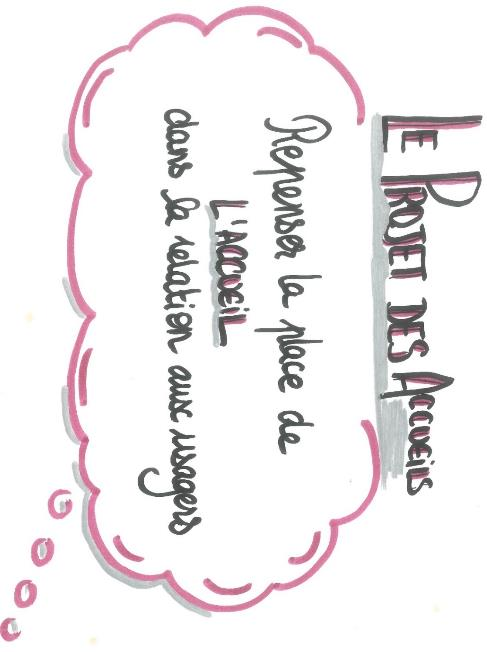 LE PROJET DES ACCUEILS
Repenser la place de
L'ACCUEIL
dans la relation aux usagers